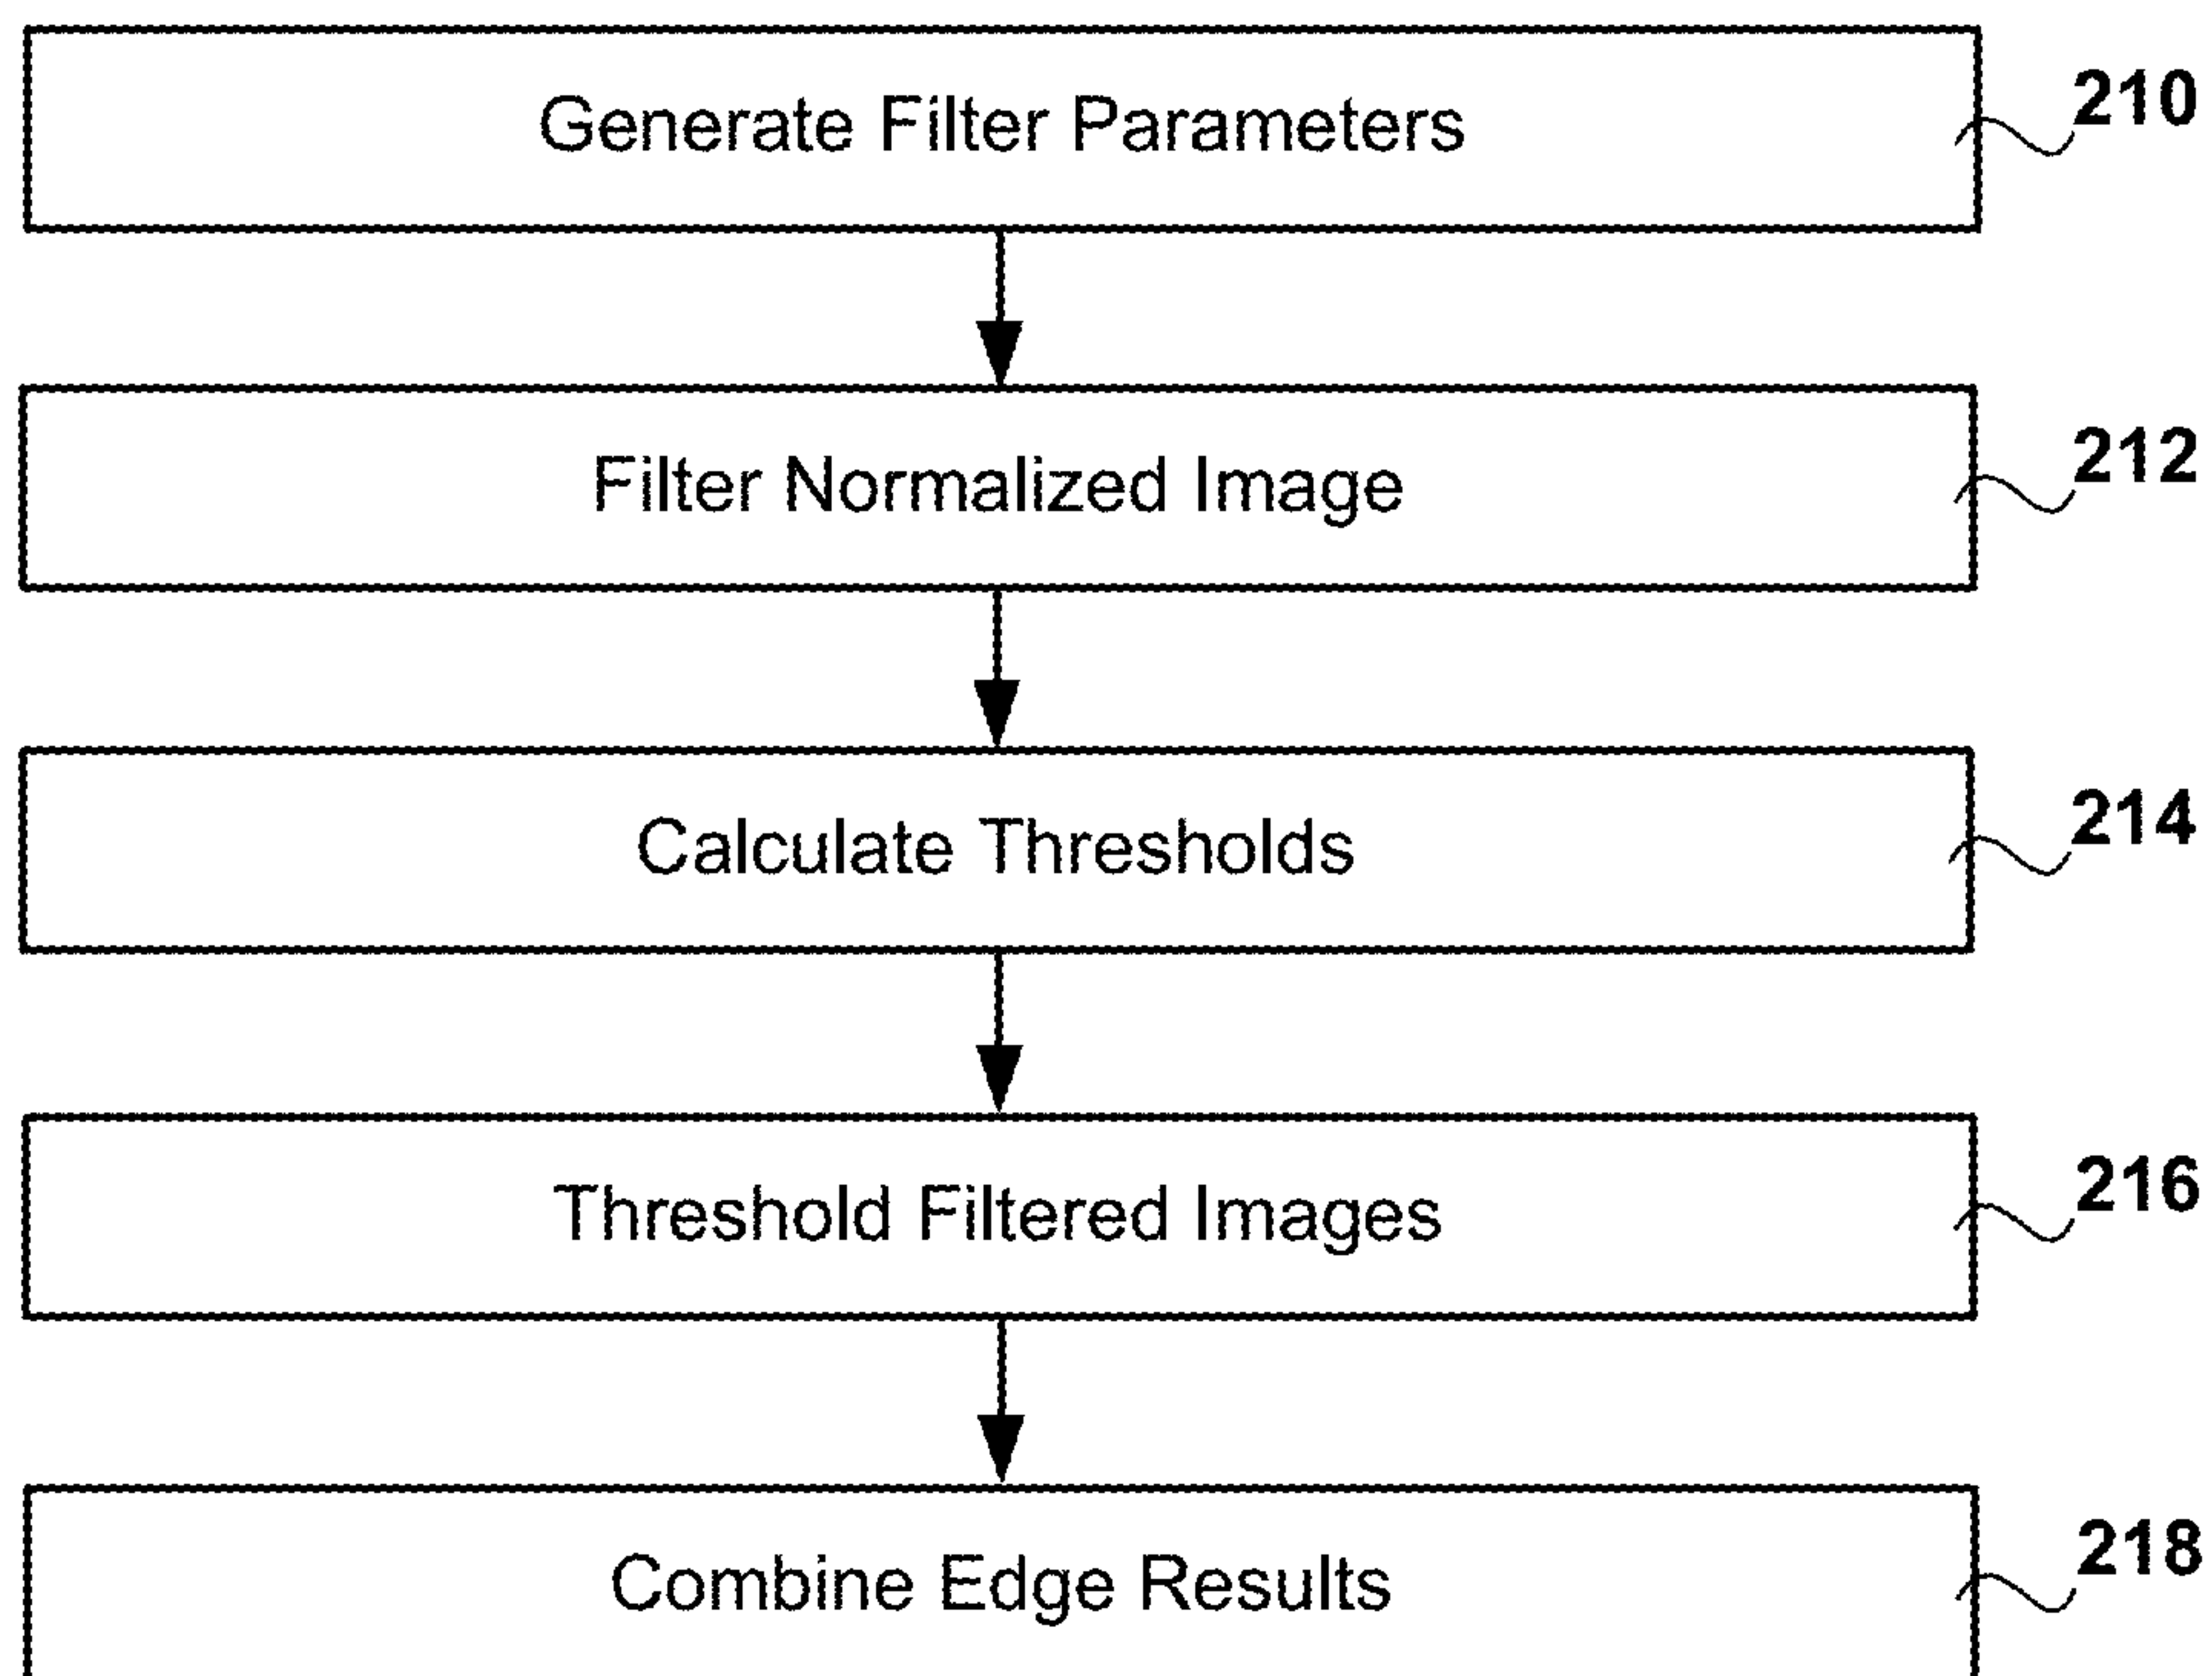 Generate Filter Parameters
210
Filter Normalized Image
212
Calculate Thresholds
214
Threshold Filtered Images
216
Combine Edge Results
218